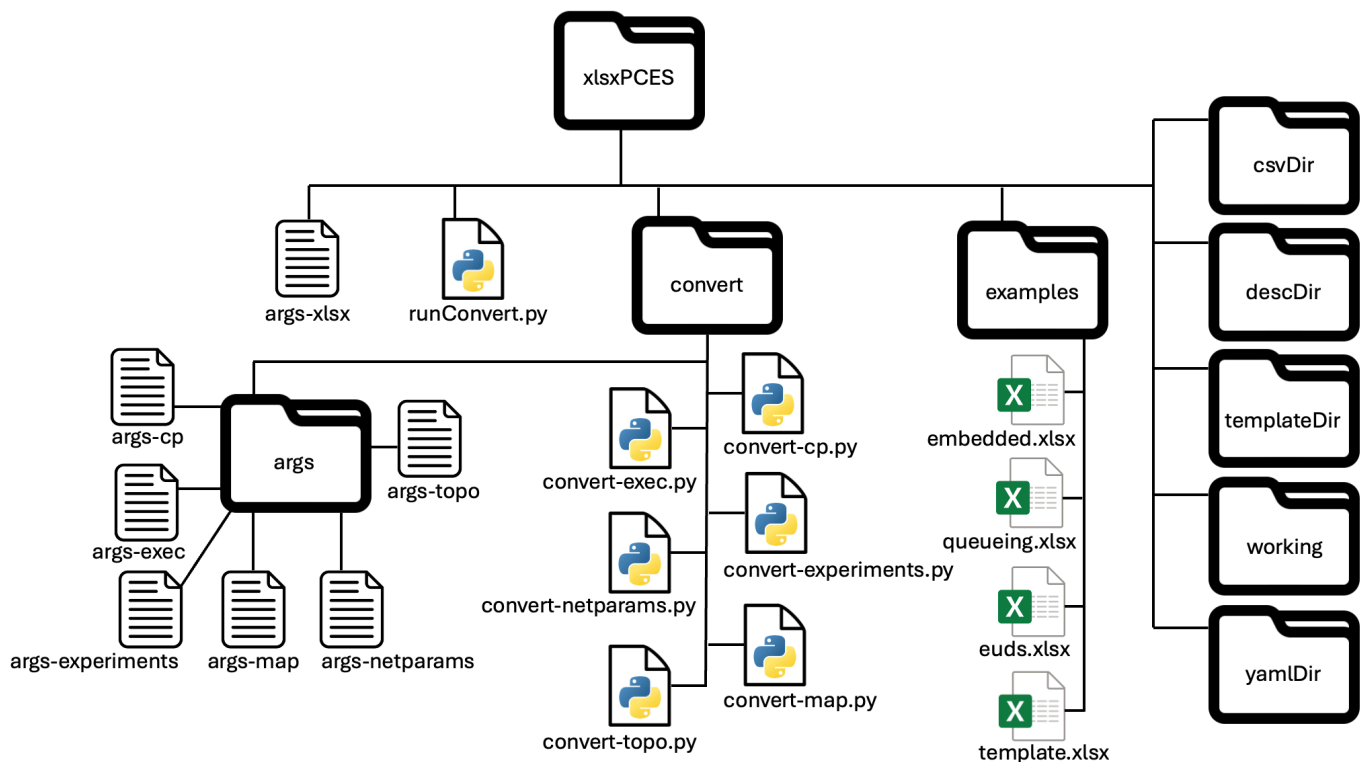 xlsxPCES
csvDir
args-xlsx
runConvert.py
convert
examples
descDir
args-cp
args
args-topo
args-exec
args-experiments
args-map
args-netparams
convert-cp.py
convert-exec.py
convert-experiments.py
convert-netparams.py
convert-map.py
convert-topo.py
X
embedded.xlsx
X
queueing.xlsx
X
euds.xlsx
X
template.xlsx
templateDir
working
yamlDir